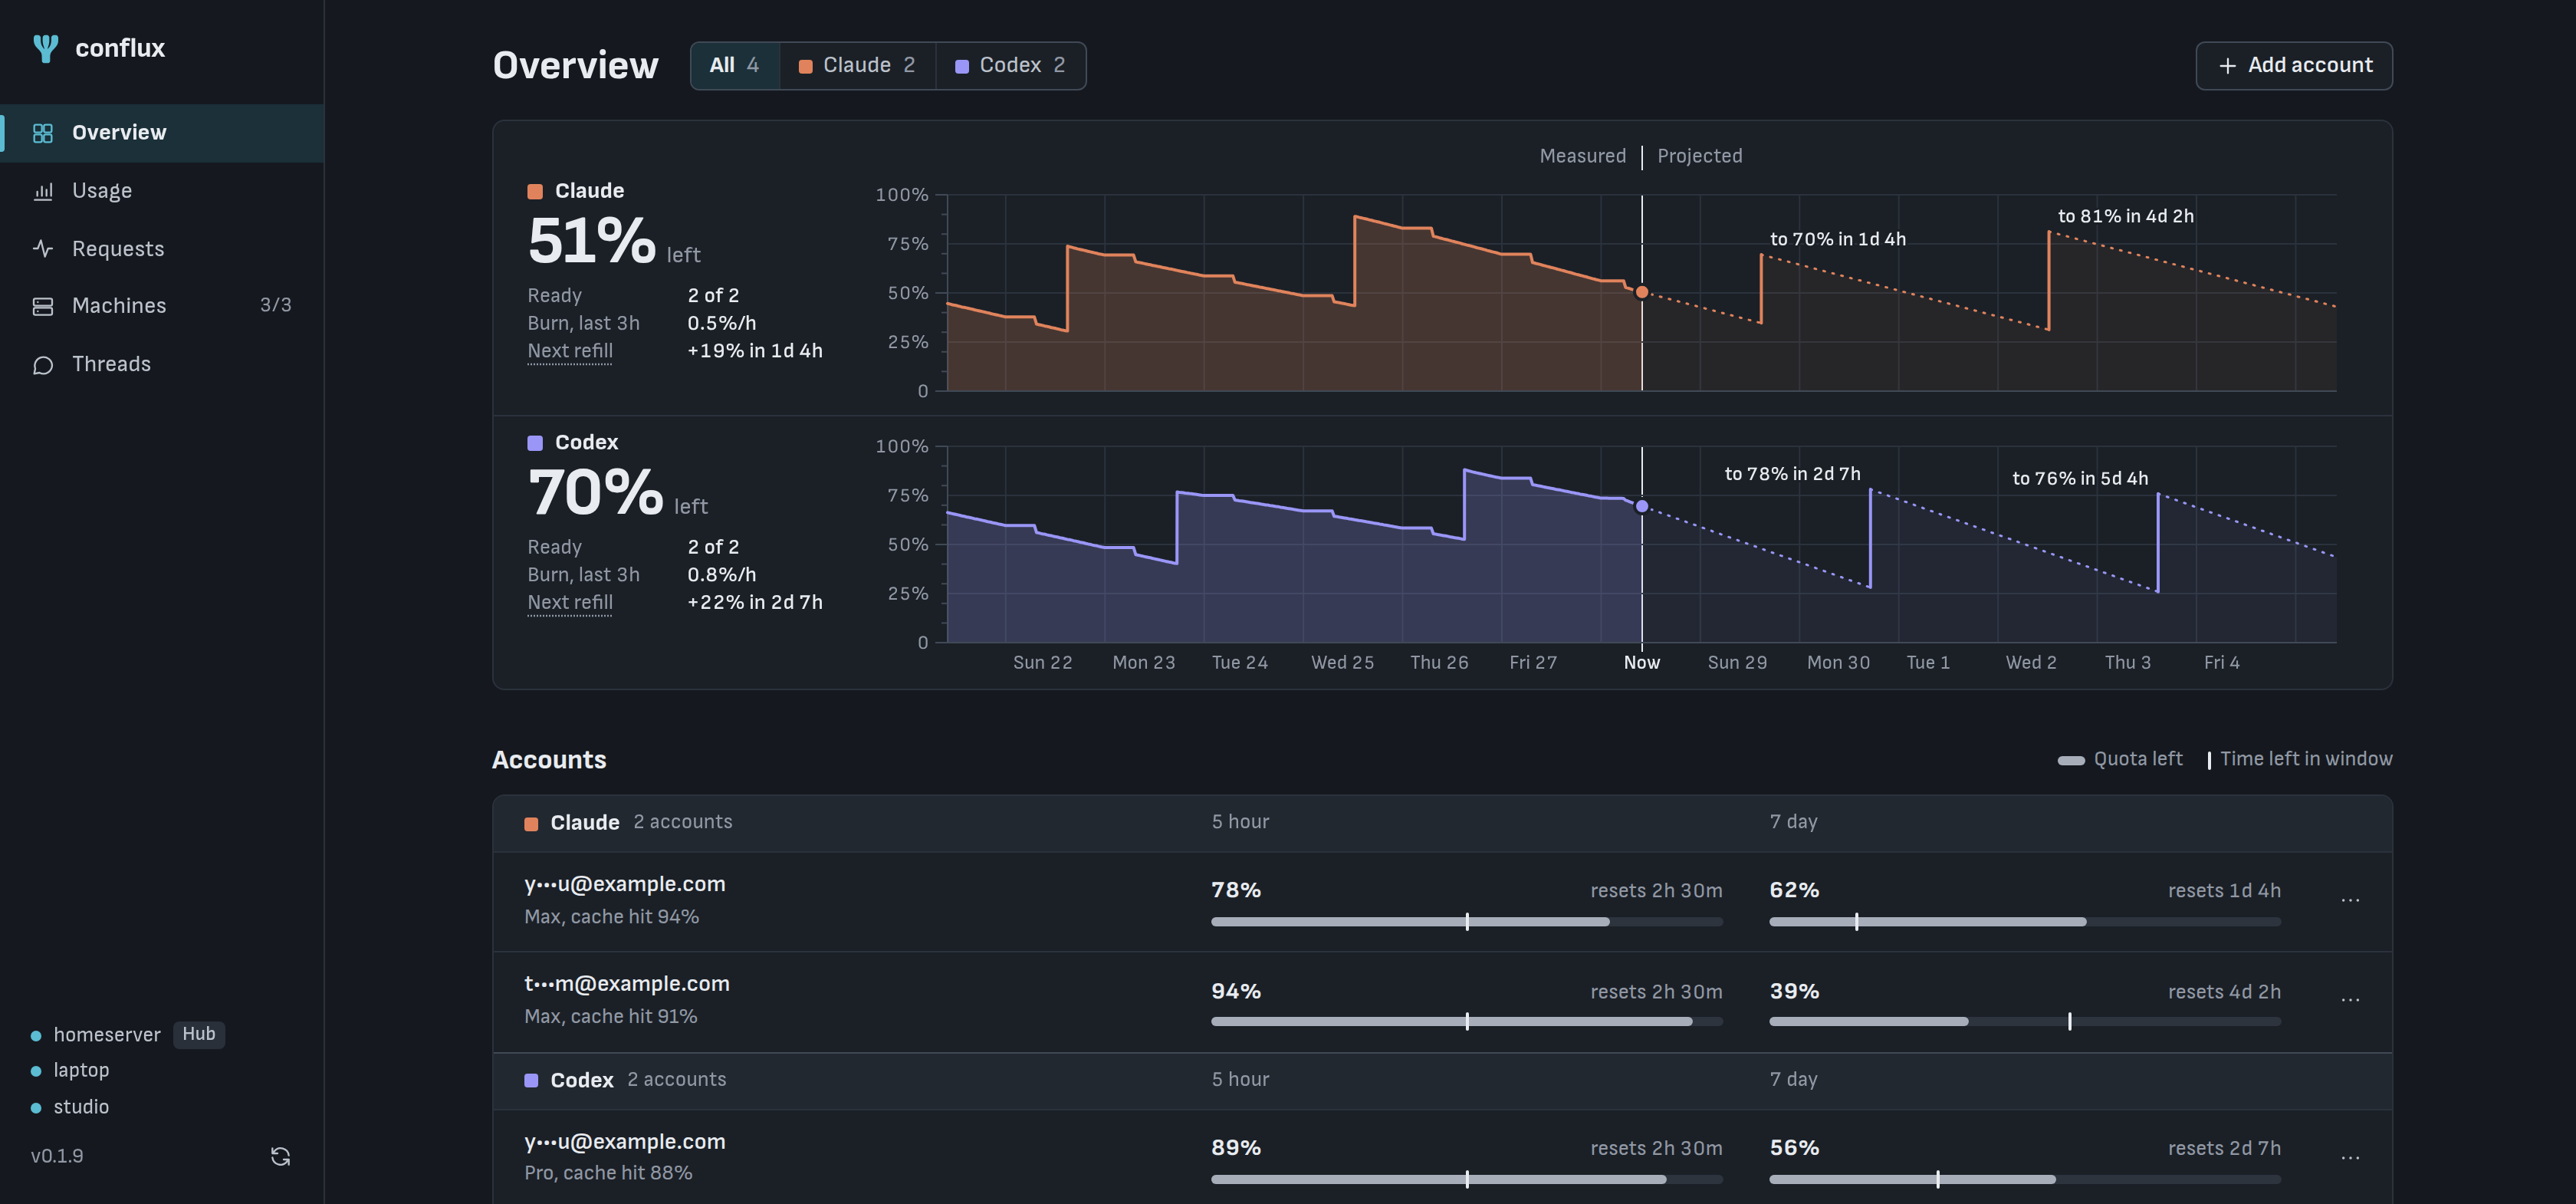 conflux
Overview
Usage
Requests
Machines 3/3
Threads
homeserver Hub
laptop
studio
v0.1.9
Overview
All 4 Claude 2 Codex 2
+ Add account
Measured Projected
Claude
51% left
Ready 2 of 2
Burn, last 3h 0.5%/h
Next refill +19% in 1d 4h
100%
75%
50%
25%
0
to 70% in 1d 4h
to 81% in 4d 2h
Codex
70% left
Ready 2 of 2
Burn, last 3h 0.8%/h
Next refill +22% in 2d 7h
100%
75%
50%
25%
0
to 78% in 2d 7h
to 76% in 5d 4h
Sun 22 Mon 23 Tue 24 Wed 25 Thu 26 Fri 27 Now Sun 29 Mon 30 Tue 1 Wed 2 Thu 3 Fri 4
Accounts
Quota left Time left in window
Claude 2 accounts 5 hour 7 day
y•••u@example.com
Max, cache hit 94%
78% resets 2h 30m
62% resets 1d 4h
...
t•••m@example.com
Max, cache hit 91%
94% resets 2h 30m
39% resets 4d 2h
...
Codex 2 accounts 5 hour 7 day
y•••u@example.com
Pro, cache hit 88%
89% resets 2h 30m
56% resets 2d 7h
...